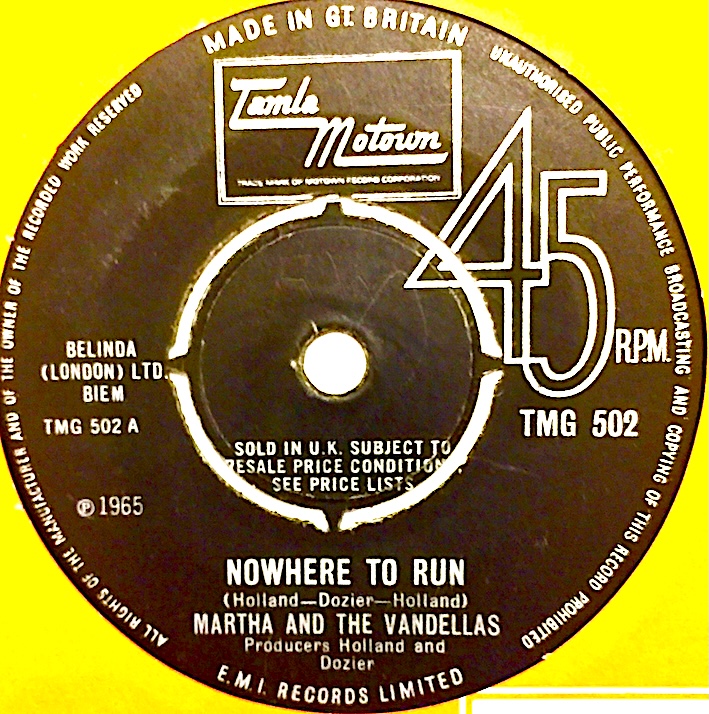 MADE IN GT. BRITAIN
UNAUTHORISED PUBLIC PERFORMANCE BROADCASTING AND COPYING OF THIS RECORD PROHIBITED
ALL RIGHTS OF THE MANUFACTURER AND OF THE OWNER OF THE RECORDED WORK RESERVED
Tamla
Motown
TRADE MARK OF MOTOWN RECORD CORPORATION
45
R.P.M.
BELINDA
(LONDON) LTD.
BIEM
TMG 502 A
TMG 502
SOLD IN U.K. SUBJECT TO
RESALE PRICE CONDITIONS,
SEE PRICE LISTS
℗ 1965
NOWHERE TO RUN
(Holland—Dozier—Holland)
MARTHA AND THE VANDELLAS
Producers Holland and
Dozier
E.M.I. RECORDS LIMITED